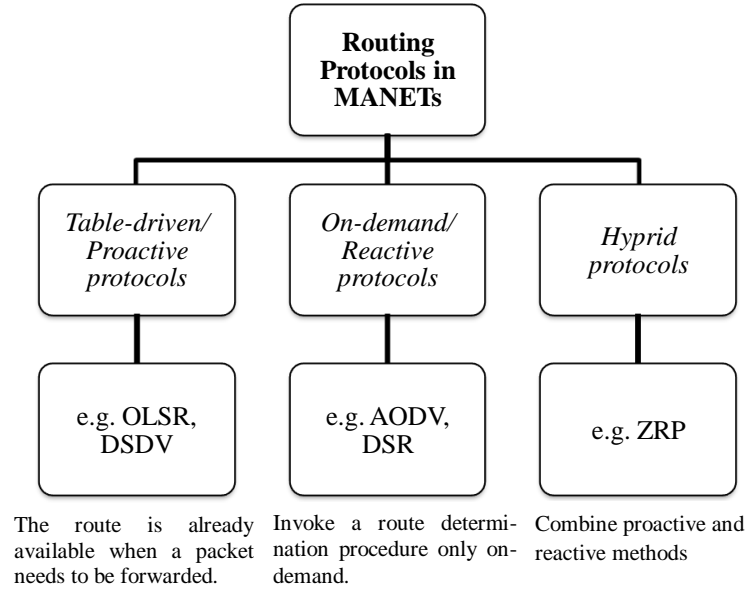 Routing
Protocols in
MANETs
Table-driven/
Proactive
protocols
On-demand/
Reactive
protocols
Hyprid
protocols
e.g. OLSR,
DSDV
e.g. AODV,
DSR
e.g. ZRP
The route is already
available when a packet
needs to be forwarded.
Invoke a route determi-
nation procedure only on-
demand.
Combine proactive and
reactive methods